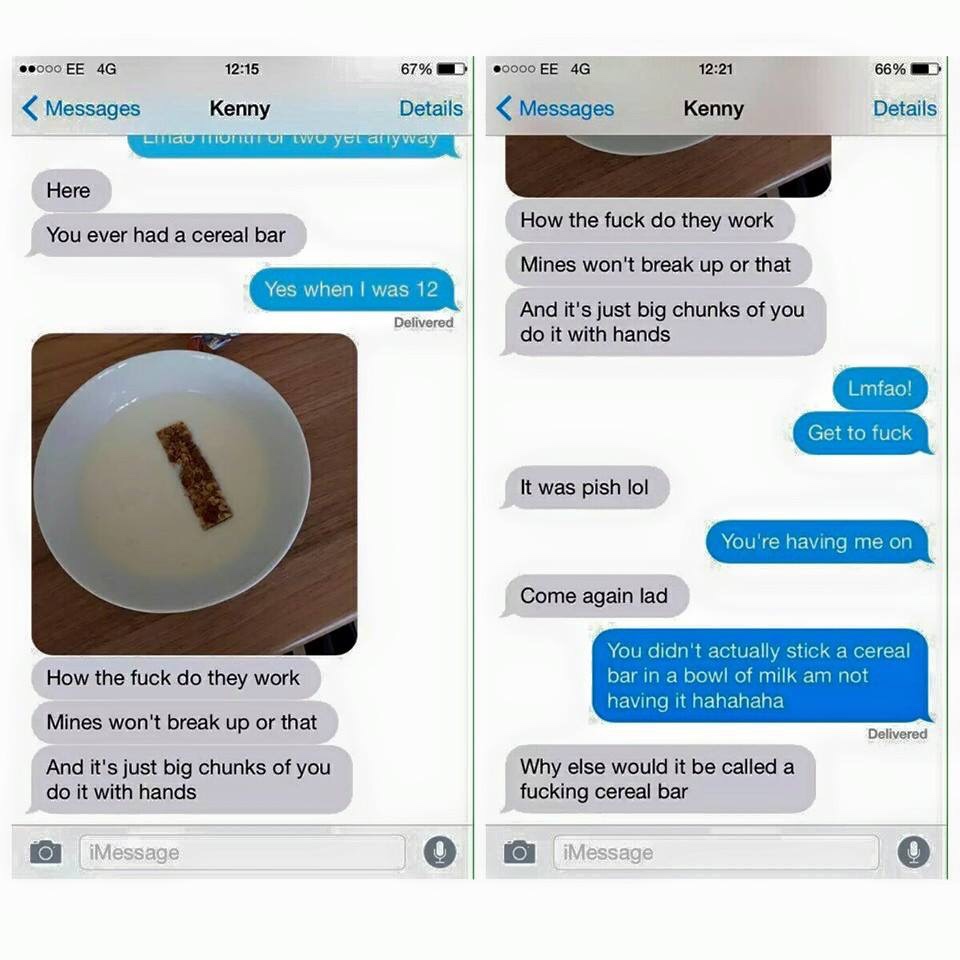 EE 4G 12:15 67%
Messages Kenny Details
Lmao month or two yet anyway
Here
You ever had a cereal bar
Yes when I was 12
Delivered
How the fuck do they work
Mines won't break up or that
And it's just big chunks of you
do it with hands
iMessage
EE 4G 12:21 66%
Messages Kenny Details
How the fuck do they work
Mines won't break up or that
And it's just big chunks of you
do it with hands
Lmfao!
Get to fuck
It was pish lol
You're having me on
Come again lad
You didn't actually stick a cereal
bar in a bowl of milk am not
having it hahahaha
Delivered
Why else would it be called a
fucking cereal bar
iMessage